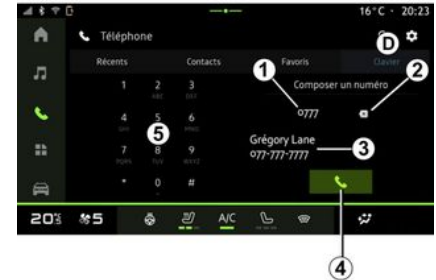 16°C · 20:23
Téléphone
D
Récents Contacts Favoris Clavier
1 2 3
ABC DEF
4 5 6
GHI MNO
7 8 9
PQRS TUV WXYZ
* 0 #
5
1
2
Composer un numéro
0777
Grégory Lane
077-777-7777
3
20°5 5 A/C
4